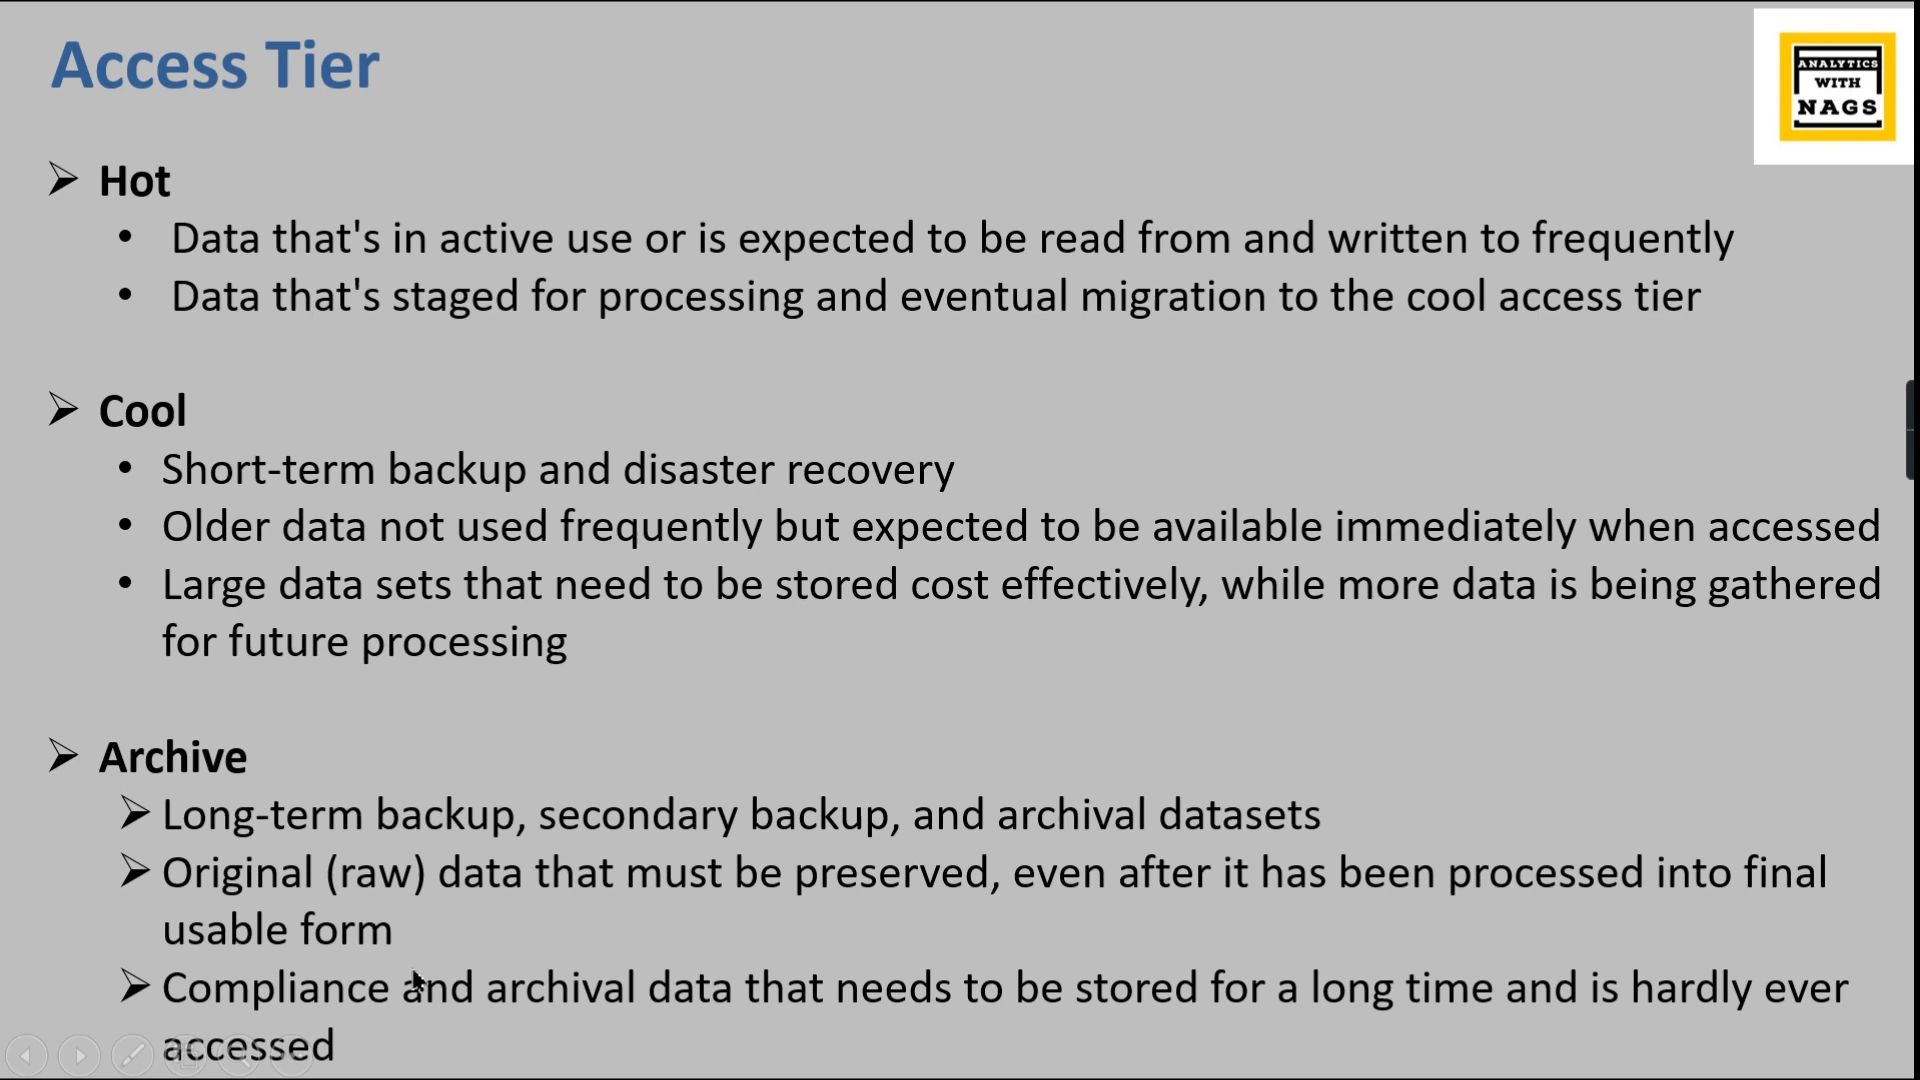 Access Tier
ANALYTICS
WITH
NAGS
Hot
Data that's in active use or is expected to be read from and written to frequently
Data that's staged for processing and eventual migration to the cool access tier
Cool
Short-term backup and disaster recovery
Older data not used frequently but expected to be available immediately when accessed
Large data sets that need to be stored cost effectively, while more data is being gathered
for future processing
Archive
Long-term backup, secondary backup, and archival datasets
Original (raw) data that must be preserved, even after it has been processed into final
usable form
Compliance and archival data that needs to be stored for a long time and is hardly ever
accessed